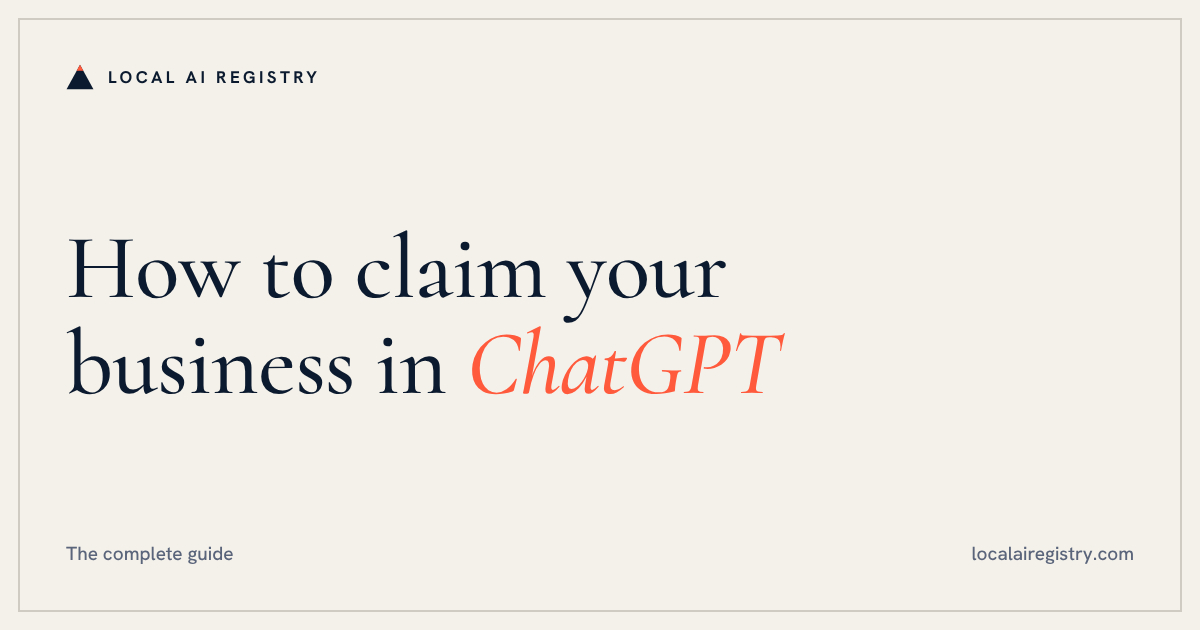 LOCAL AI REGISTRY
How to claim your
business in ChatGPT
The complete guide
localairegistry.com